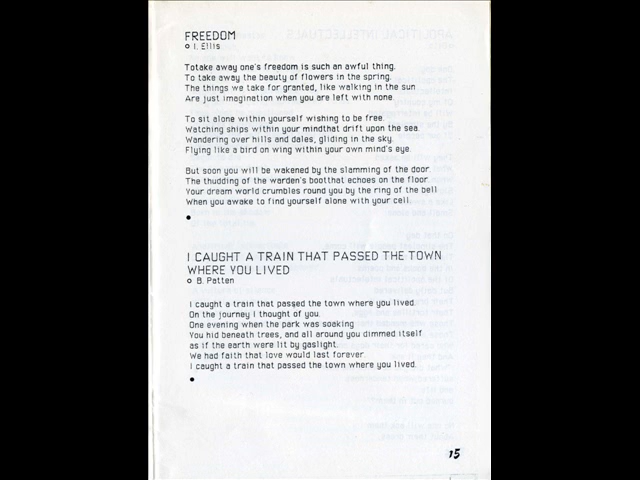 FREEDOM
I. Ellis
Totake away one's freedom is such an awful thing.
To take away the beauty of flowers in the spring.
The things we take for granted, like walking in the sun
Are just imagination when you are left with none.
To sit alone within yourself wishing to be free.
Watching ships within your mindthat drift upon the sea.
Wandering over hills and dales, gliding in the sky.
Flying like a bird on wing within your own mind's eye.
But soon you will be wakened by the slamming of the door.
The thudding of the warden's bootthat echoes on the floor.
Your dream world crumbles round you by the ring of the bell
When you awake to find yourself alone with your cell.
I CAUGHT A TRAIN THAT PASSED THE TOWN
WHERE YOU LIVED
B. Patten
I caught a train that passed the town where you lived.
On the journey I thought of you.
One evening when the park was soaking
You hid beneath trees, and all around you dimmed itself
as if the earth were lit by gaslight.
We had faith that love would last forever.
I caught a train that passed the town where you lived.
15